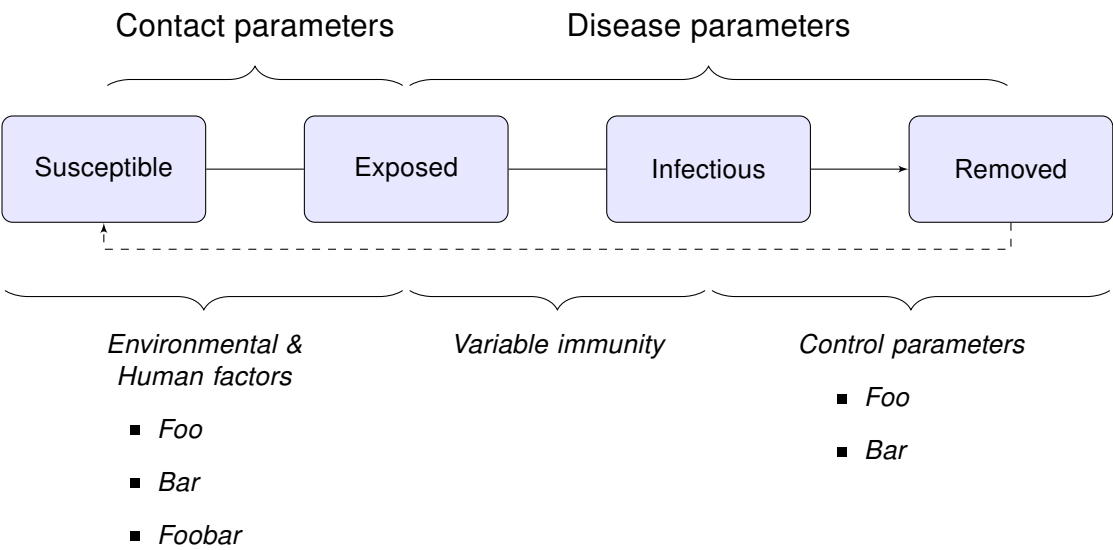 Contact parameters
Disease parameters
Susceptible
Exposed
Infectious
Removed
Environmental &
Human factors
■ Foo
■ Bar
■ Foobar
Variable immunity
Control parameters
■ Foo
■ Bar